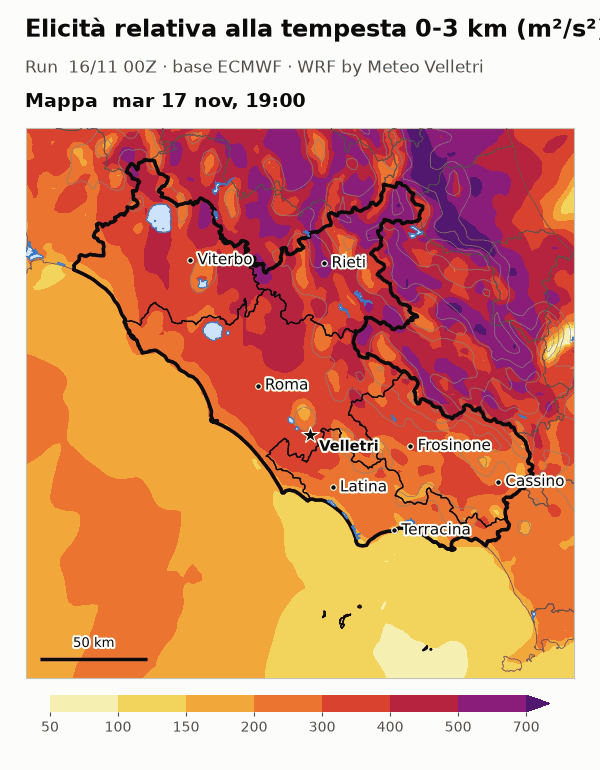 Elicità relativa alla tempesta 0-3 km (m²/s²)
Run 16/11 00Z · base ECMWF · WRF by Meteo Velletri
Mappa mar 17 nov, 19:00
Viterbo
Rieti
Roma
Velletri
Frosinone
Cassino
Latina
Terracina
50 km
50 100 150 200 300 400 500 700